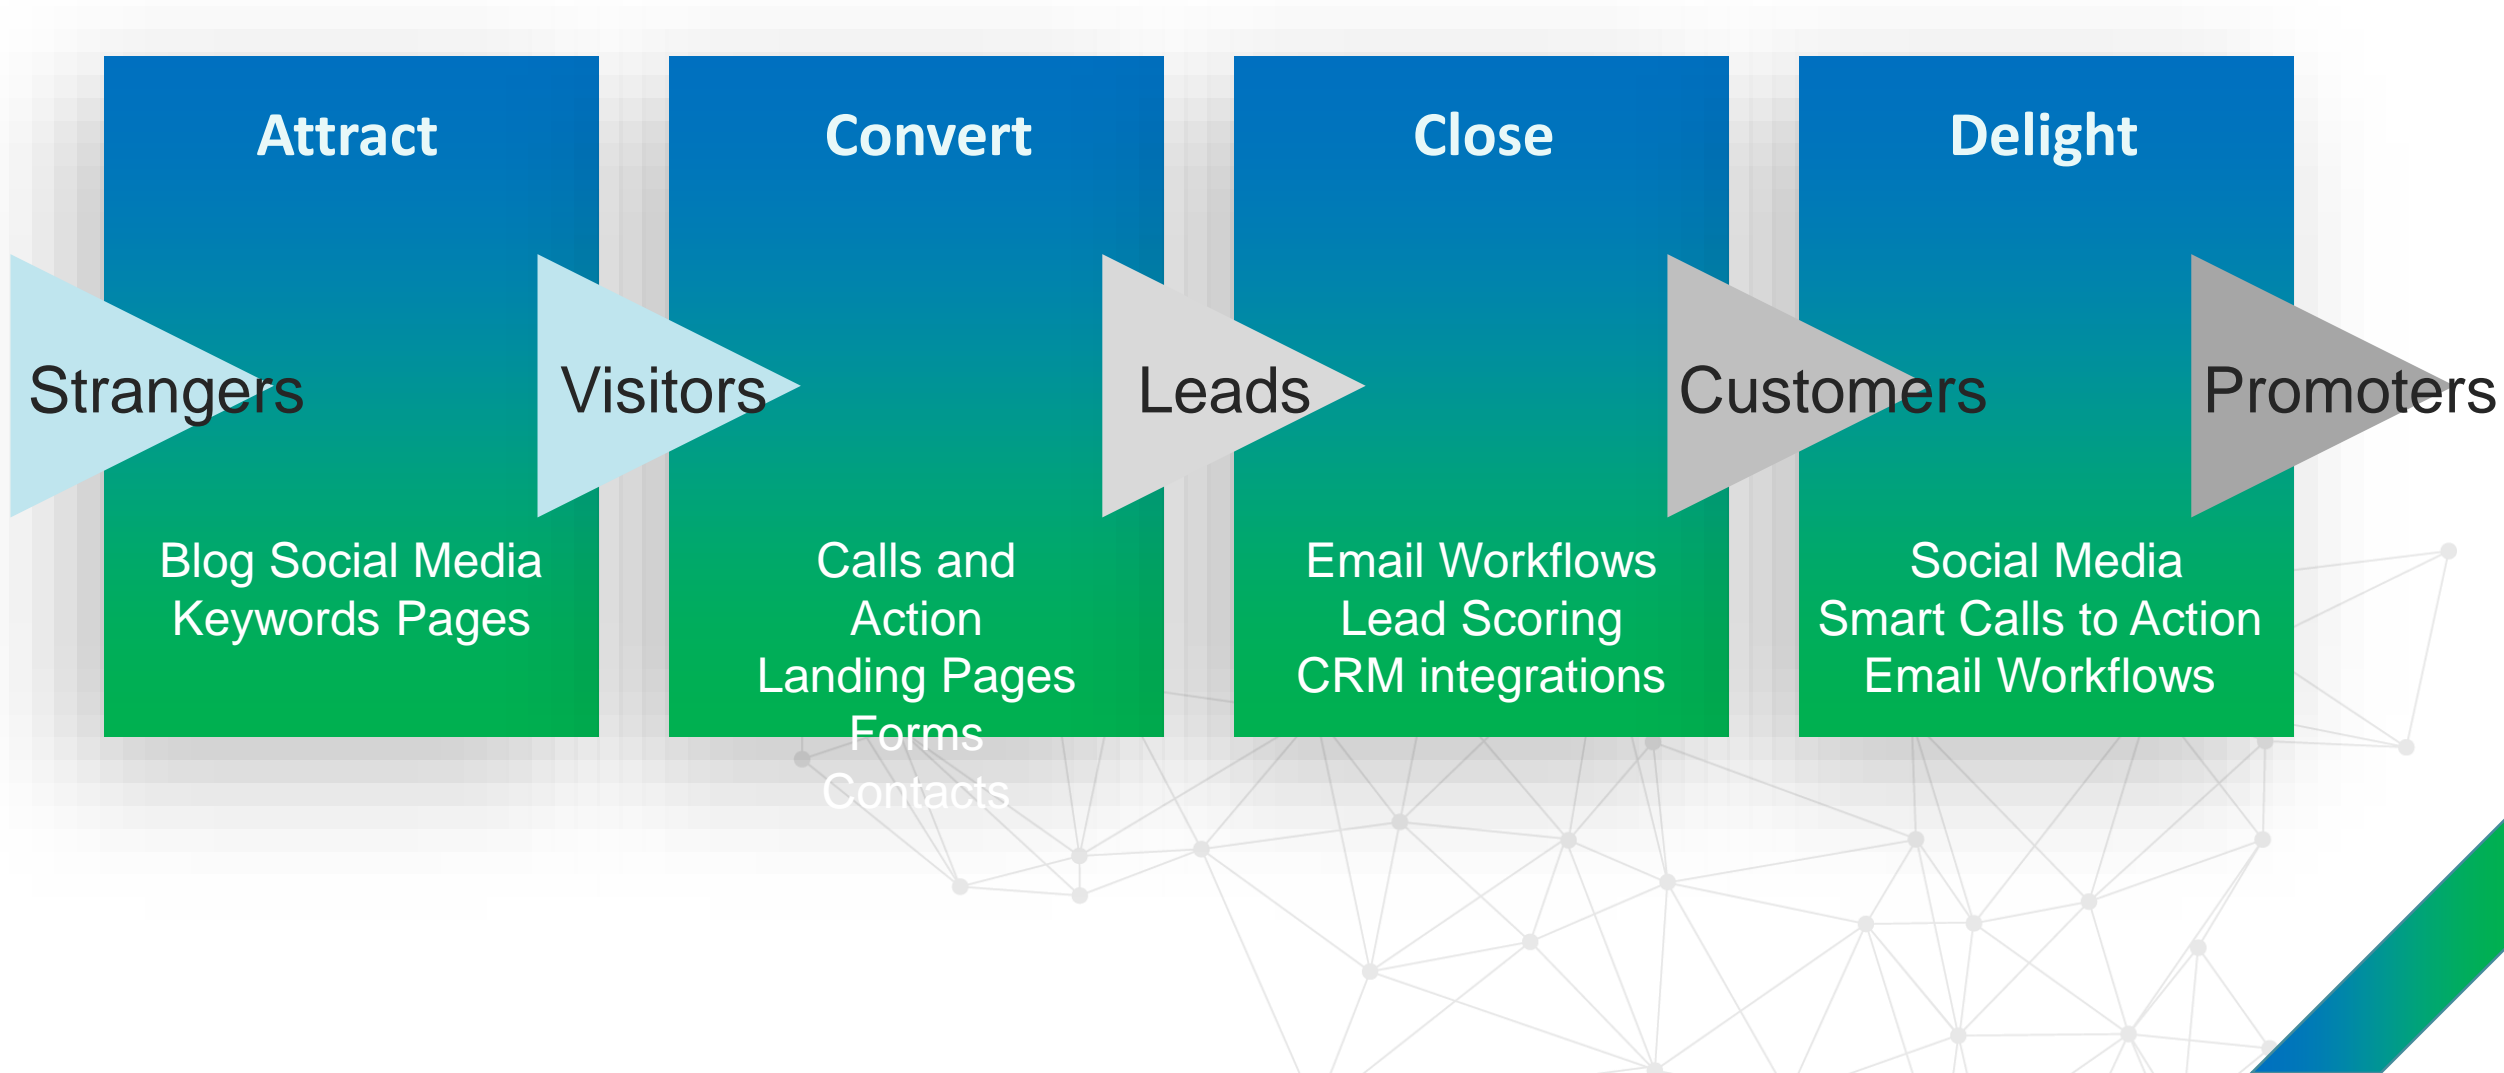 Attract
Convert
Close
Delight
Strangers
Visitors
Leads
Customers
Promoters
Blog Social Media
Keywords Pages
Calls and
Action
Landing Pages
Forms
Contacts
Email Workflows
Lead Scoring
CRM integrations
Social Media
Smart Calls to Action
Email Workflows